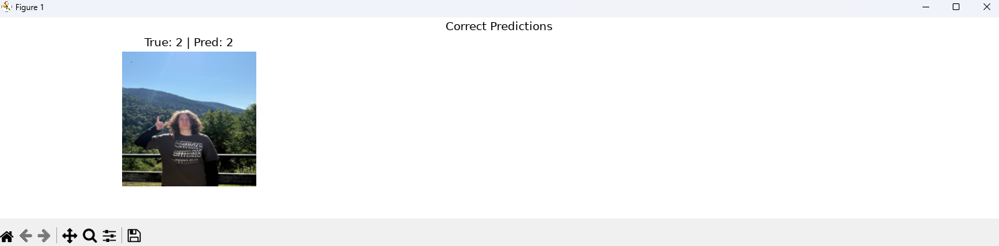 Figure 1
Correct Predictions
True: 2 | Pred: 2